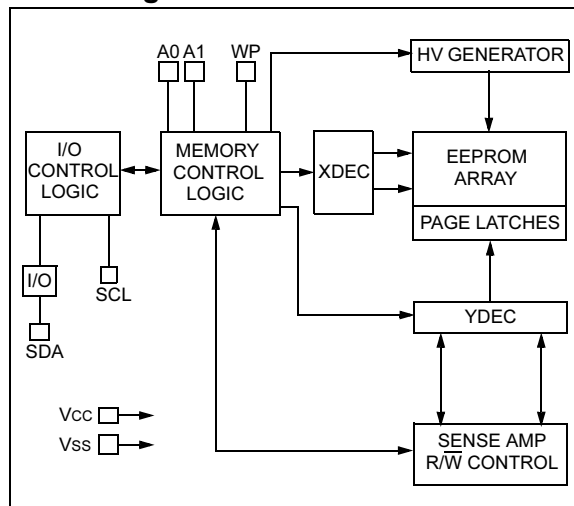 A0 A1 WP
HV GENERATOR
I/O
CONTROL
LOGIC
MEMORY
CONTROL
LOGIC
XDEC
EEPROM
ARRAY
PAGE LATCHES
I/O
SCL
SDA
YDEC
VCC
VSS
SENSE AMP
R/W̅ CONTROL